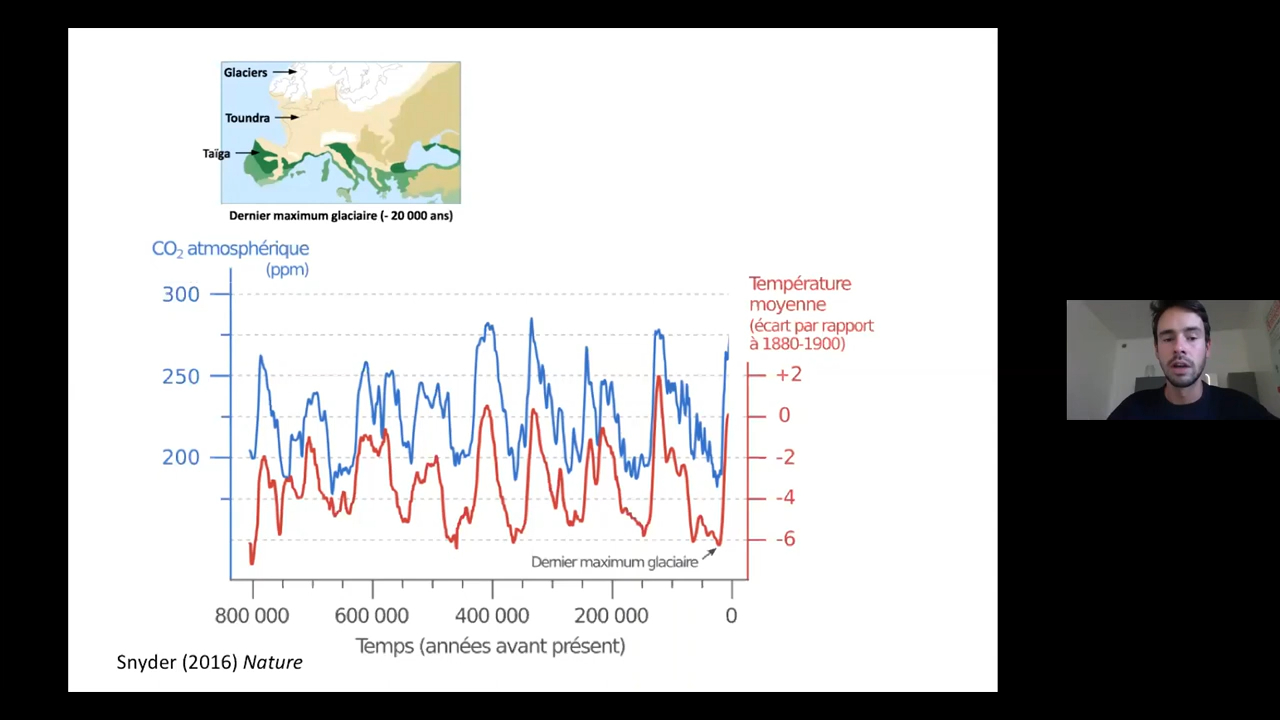 Glaciers
Toundra
Taïga
Dernier maximum glaciaire (- 20 000 ans)
CO₂ atmosphérique
(ppm)
300
250
200
Température
moyenne
(écart par rapport
à 1880-1900)
+2
0
-2
-4
-6
Dernier maximum glaciaire
800 000 600 000 400 000 200 000 0
Temps (années avant présent)
Snyder (2016) Nature